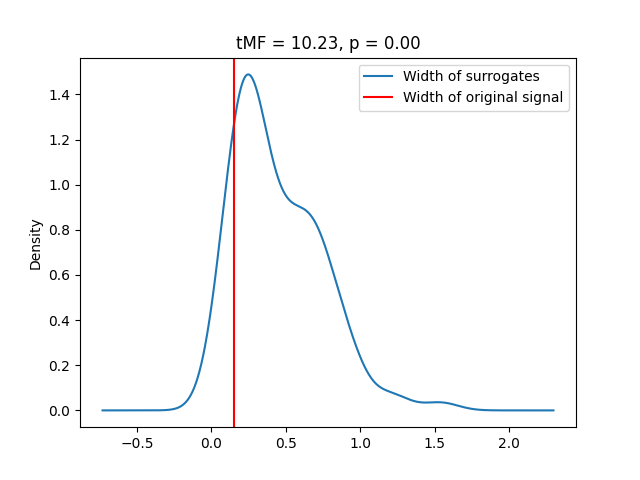 tMF = 10.23, p = 0.00
Width of surrogates
Width of original signal
Density
1.4
1.2
1.0
0.8
0.6
0.4
0.2
0.0
−0.5 0.0 0.5 1.0 1.5 2.0